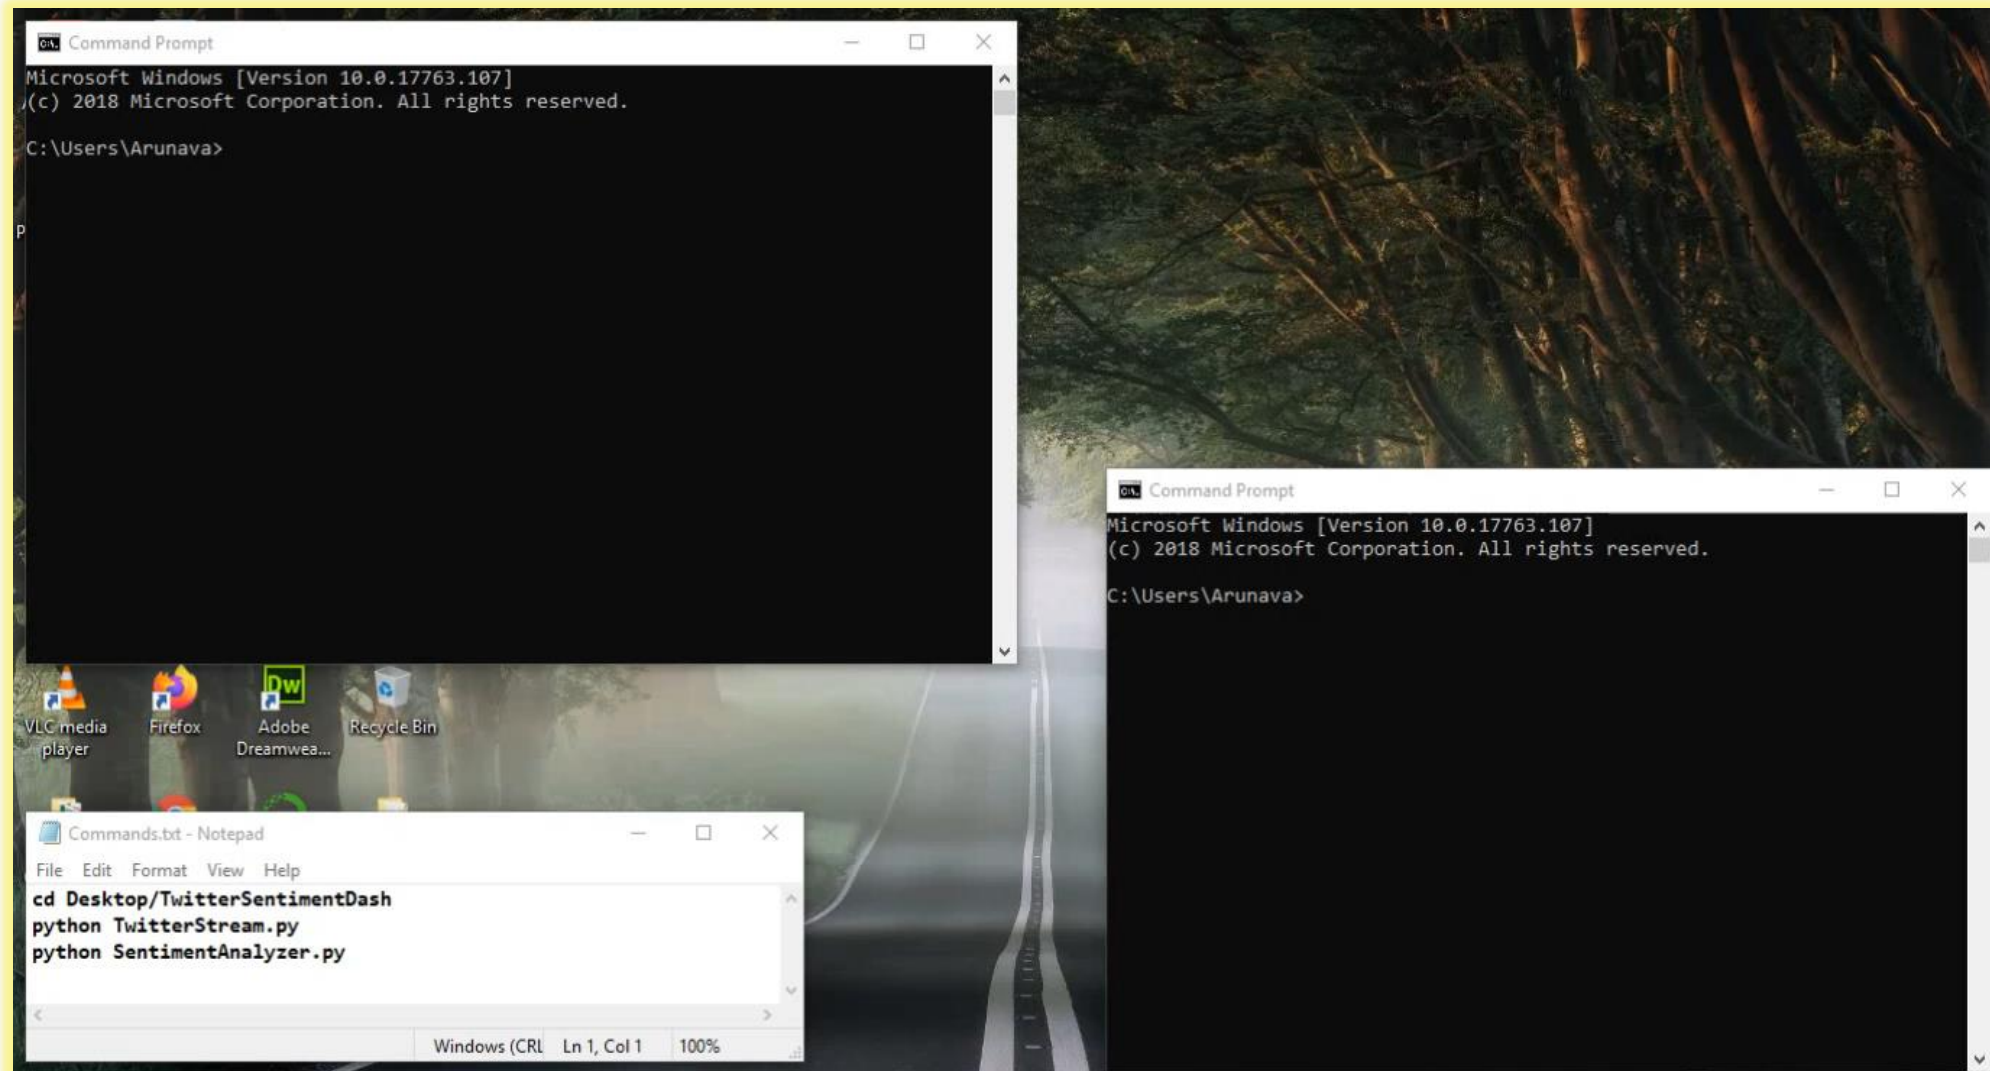 Command Prompt
Microsoft Windows [Version 10.0.17763.107]
(c) 2018 Microsoft Corporation. All rights reserved.
C:\Users\Arunava>
P
Command Prompt
Microsoft Windows [Version 10.0.17763.107]
(c) 2018 Microsoft Corporation. All rights reserved.
C:\Users\Arunava>
Dw
VLC media player
Firefox
Adobe Dreamwea...
Recycle Bin
Commands.txt - Notepad
File Edit Format View Help
cd Desktop/TwitterSentimentDash
python TwitterStream.py
python SentimentAnalyzer.py
Windows (CRL Ln 1, Col 1 100%